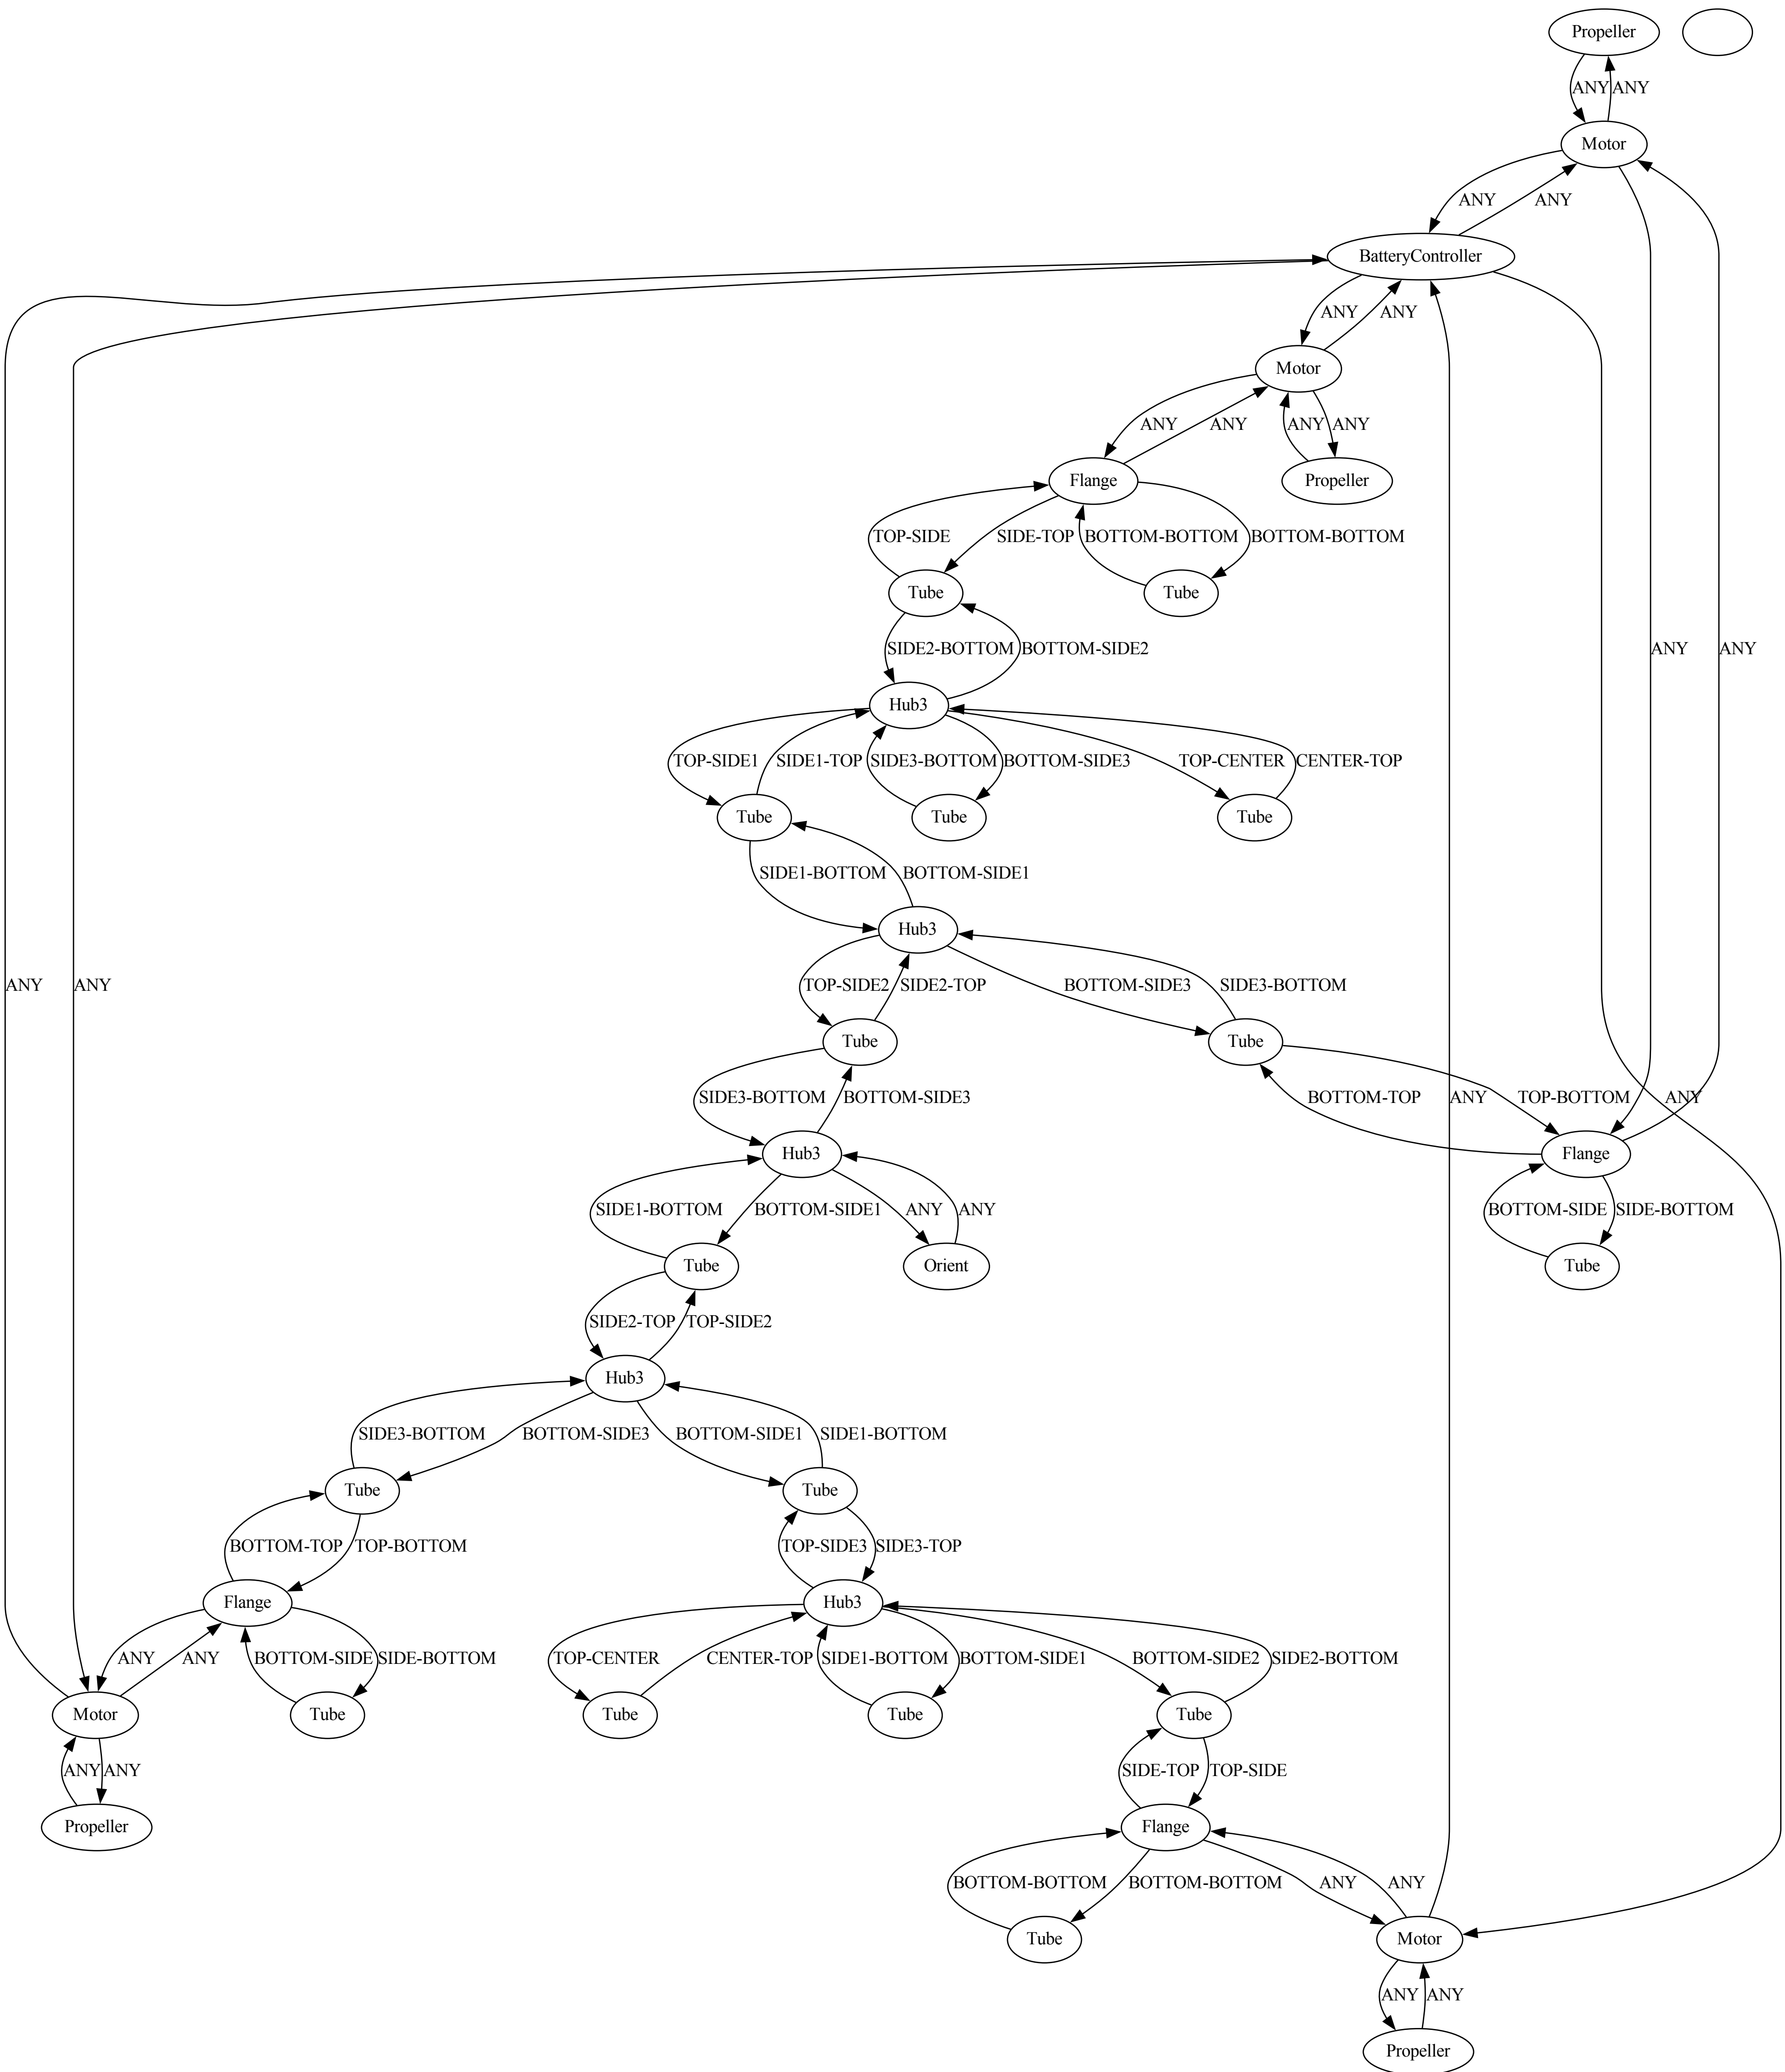 Propeller
ANY ANY
Motor
ANY ANY
BatteryController
ANY ANY
Motor
ANY ANY ANY ANY
Flange Propeller
TOP-SIDE SIDE-TOP BOTTOM-BOTTOM BOTTOM-BOTTOM
Tube Tube
SIDE2-BOTTOM BOTTOM-SIDE2 ANY ANY
Hub3
TOP-SIDE1 SIDE1-TOP SIDE3-BOTTOM BOTTOM-SIDE3 TOP-CENTER CENTER-TOP
Tube Tube Tube
SIDE1-BOTTOM BOTTOM-SIDE1
Hub3
ANY ANY TOP-SIDE2 SIDE2-TOP BOTTOM-SIDE3 SIDE3-BOTTOM
Tube Tube
SIDE3-BOTTOM BOTTOM-SIDE3 BOTTOM-TOP ANY TOP-BOTTOM ANY
Hub3 Flange
SIDE1-BOTTOM BOTTOM-SIDE1 ANY ANY BOTTOM-SIDE SIDE-BOTTOM
Tube Orient Tube
SIDE2-TOP TOP-SIDE2
Hub3
SIDE3-BOTTOM BOTTOM-SIDE3 BOTTOM-SIDE1 SIDE1-BOTTOM
Tube Tube
BOTTOM-TOP TOP-BOTTOM TOP-SIDE3 SIDE3-TOP
Flange Hub3
ANY ANY BOTTOM-SIDE SIDE-BOTTOM TOP-CENTER CENTER-TOP SIDE1-BOTTOM BOTTOM-SIDE1 BOTTOM-SIDE2 SIDE2-BOTTOM
Motor Tube Tube Tube Tube
ANY ANY SIDE-TOP TOP-SIDE
Propeller Flange
BOTTOM-BOTTOM BOTTOM-BOTTOM ANY ANY
Tube Motor
ANY ANY
Propeller